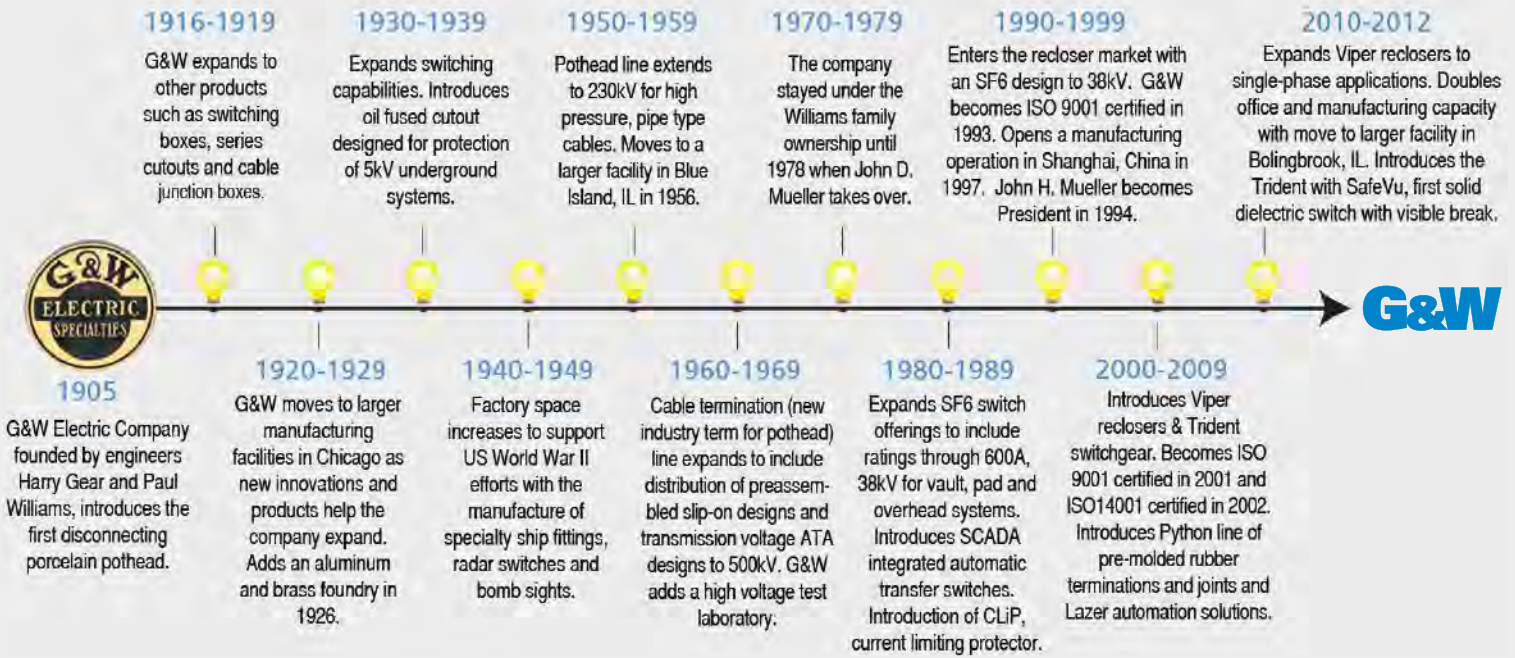 1916-1919
G&W expands to
other products
such as switching
boxes, series
cutouts and cable
junction boxes.
1930-1939
Expands switching
capabilities. Introduces
oil fused cutout
designed for protection
of 5kV underground
systems.
1950-1959
Pothead line extends
to 230kV for high
pressure, pipe type
cables. Moves to a
larger facility in Blue
Island, IL in 1956.
1970-1979
The company
stayed under the
Williams family
ownership until
1978 when John D.
Mueller takes over.
1990-1999
Enters the recloser market with
an SF6 design to 38kV. G&W
becomes ISO 9001 certified in
1993. Opens a manufacturing
operation in Shanghai, China in
1997. John H. Mueller becomes
President in 1994.
2010-2012
Expands Viper reclosers to
single-phase applications. Doubles
office and manufacturing capacity
with move to larger facility in
Bolingbrook, IL. Introduces the
Trident with SafeVu, first solid
dielectric switch with visible break.
G&W
ELECTRIC
SPECIALTIES
G&W
1905
G&W Electric Company
founded by engineers
Harry Gear and Paul
Williams, introduces the
first disconnecting
porcelain pothead.
1920-1929
G&W moves to larger
manufacturing
facilities in Chicago as
new innovations and
products help the
company expand.
Adds an aluminum
and brass foundry in
1926.
1940-1949
Factory space
increases to support
US World War II
efforts with the
manufacture of
specialty ship fittings,
radar switches and
bomb sights.
1960-1969
Cable termination (new
industry term for pothead)
line expands to include
distribution of preassem-
bled slip-on designs and
transmission voltage ATA
designs to 500kV. G&W
adds a high voltage test
laboratory.
1980-1989
Expands SF6 switch
offerings to include
ratings through 600A,
38kV for vault, pad and
overhead systems.
Introduces SCADA
integrated automatic
transfer switches.
Introduction of CLiP,
current limiting protector.
2000-2009
Introduces Viper
reclosers & Trident
switchgear. Becomes ISO
9001 certified in 2001 and
ISO14001 certified in 2002.
Introduces Python line of
pre-molded rubber
terminations and joints and
Lazer automation solutions.